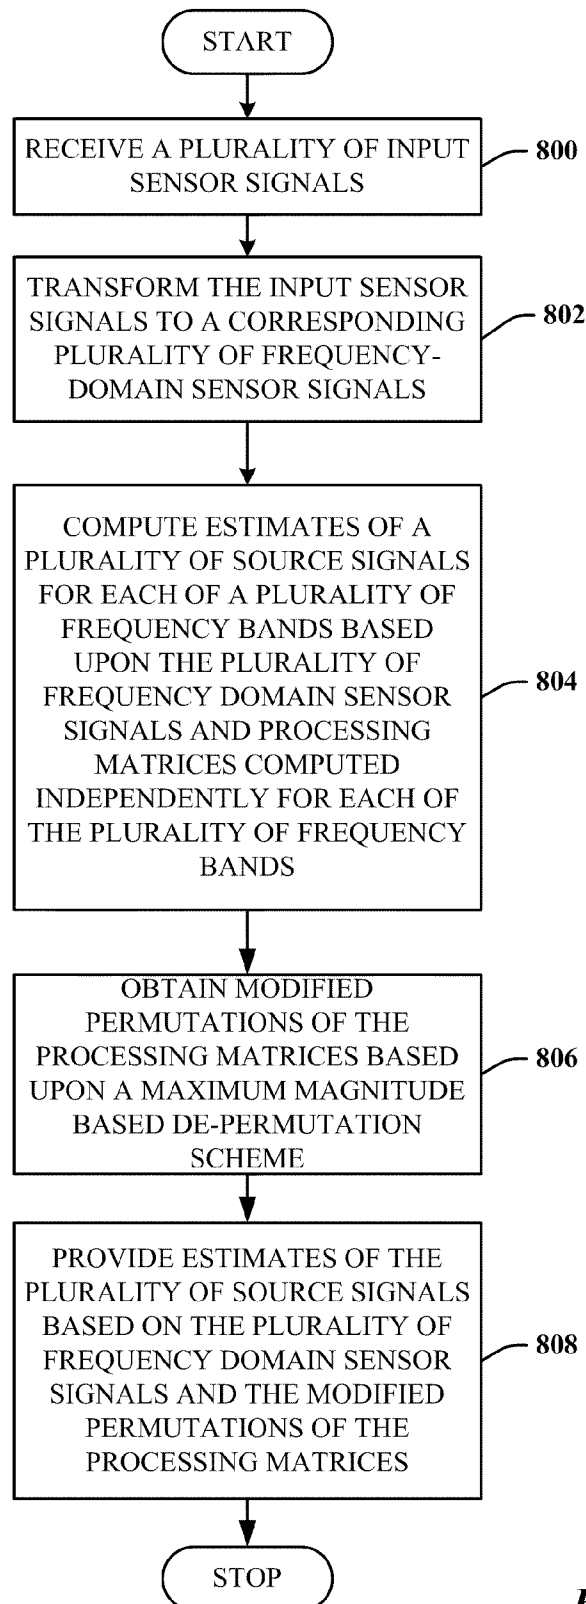 START
RECEIVE A PLURALITY OF INPUT
SENSOR SIGNALS
800
TRANSFORM THE INPUT SENSOR
SIGNALS TO A CORRESPONDING
PLURALITY OF FREQUENCY-
DOMAIN SENSOR SIGNALS
802
COMPUTE ESTIMATES OF A
PLURALITY OF SOURCE SIGNALS
FOR EACH OF A PLURALITY OF
FREQUENCY BANDS BASED
UPON THE PLURALITY OF
FREQUENCY DOMAIN SENSOR
SIGNALS AND PROCESSING
MATRICES COMPUTED
INDEPENDENTLY FOR EACH OF
THE PLURALITY OF FREQUENCY
BANDS
804
OBTAIN MODIFIED
PERMUTATIONS OF THE
PROCESSING MATRICES BASED
UPON A MAXIMUM MAGNITUDE
BASED DE-PERMUTATION
SCHEME
806
PROVIDE ESTIMATES OF THE
PLURALITY OF SOURCE SIGNALS
BASED ON THE PLURALITY OF
FREQUENCY DOMAIN SENSOR
SIGNALS AND THE MODIFIED
PERMUTATIONS OF THE
PROCESSING MATRICES
808
STOP